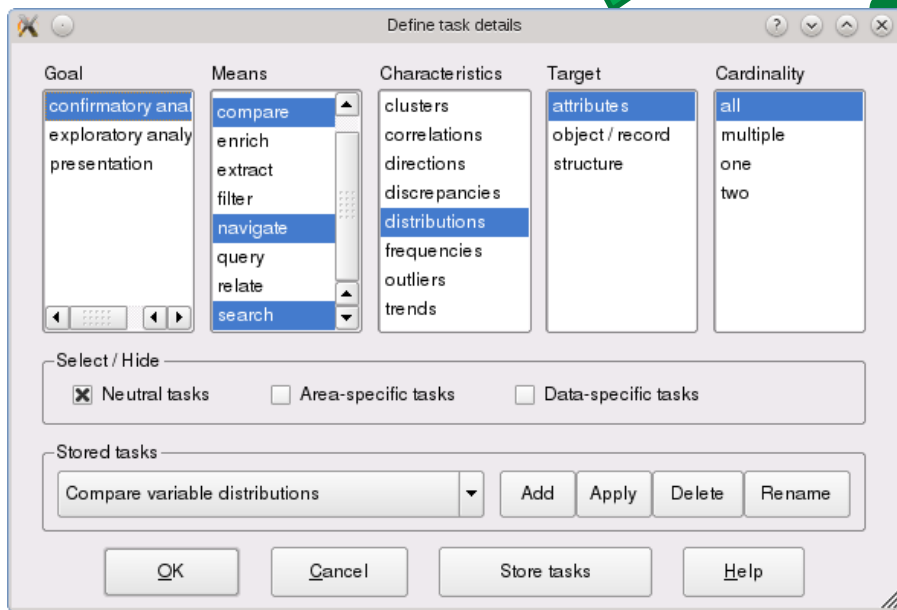 Define task details
Goal
Means
Characteristics
Target
Cardinality
confirmatory anal
exploratory analy
presentation
compare
enrich
extract
filter
navigate
query
relate
search
clusters
correlations
directions
discrepancies
distributions
frequencies
outliers
trends
attributes
object / record
structure
all
multiple
one
two
Select / Hide
Neutral tasks
Area-specific tasks
Data-specific tasks
Stored tasks
Compare variable distributions
Add
Apply
Delete
Rename
OK
Cancel
Store tasks
Help